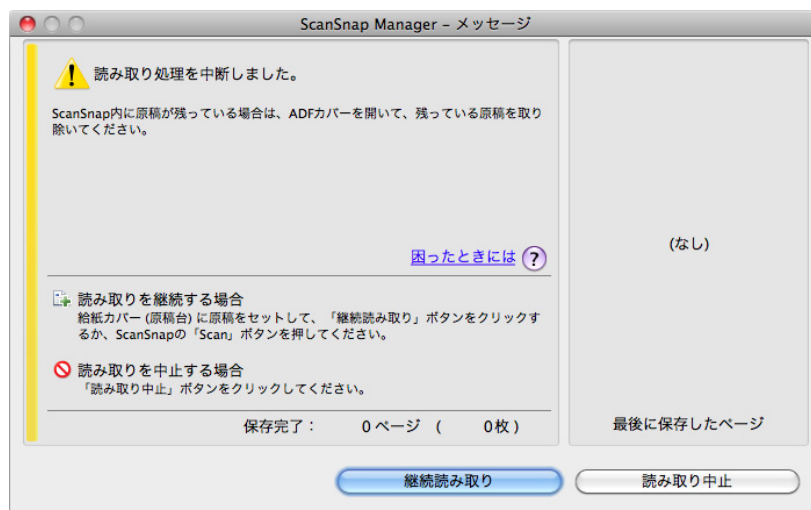 ScanSnap Manager – メッセージ
読み取り処理を中断しました。
ScanSnap内に原稿が残っている場合は、ADFカバーを開いて、残っている原稿を取り
除いてください。
困ったときには ?
(なし)
読み取りを継続する場合
給紙カバー (原稿台) に原稿をセットして、「継続読み取り」ボタンをクリックす
るか、ScanSnapの「Scan」ボタンを押してください。
読み取りを中止する場合
「読み取り中止」ボタンをクリックしてください。
保存完了： 0 ページ ( 0枚 )
最後に保存したページ
継続読み取り
読み取り中止